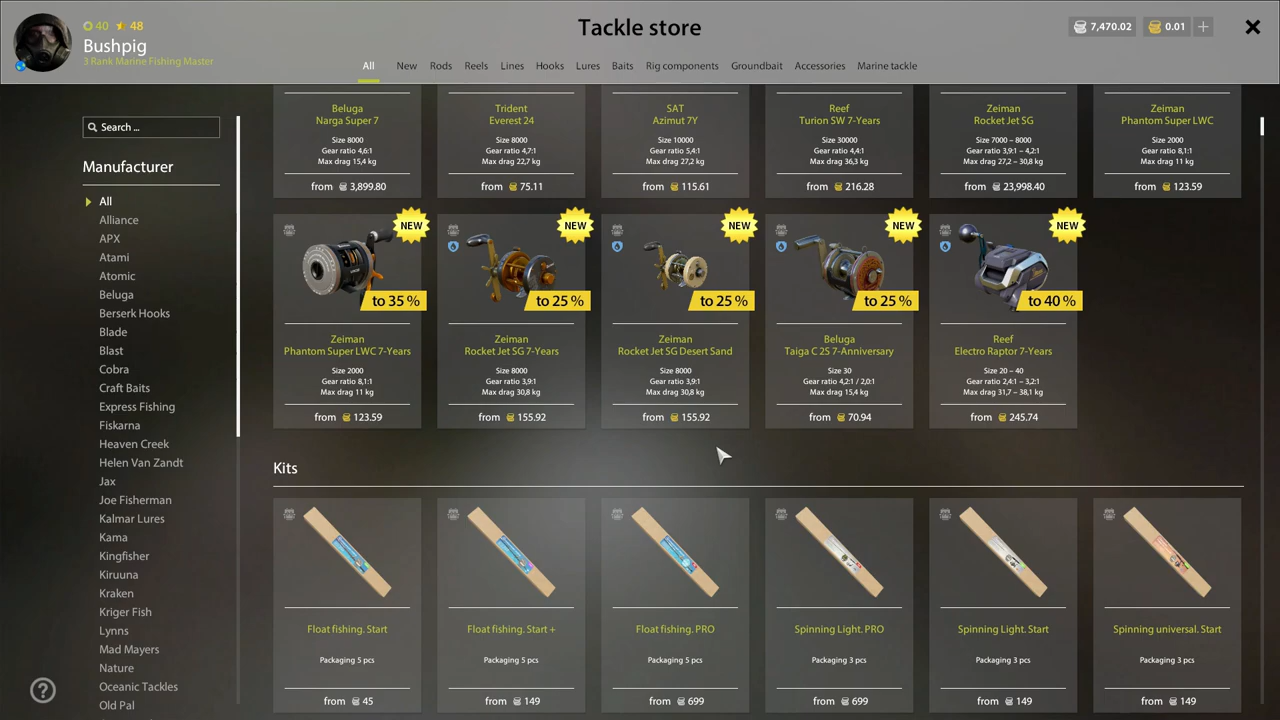 40 48
Bushpig
3 Rank Marine Fishing Master
Tackle store
7,470.02
0.01
All New Rods Reels Lines Hooks Lures Baits Rig components Groundbait Accessories Marine tackle
Search ...
Manufacturer
All
Alliance
APX
Atami
Atomic
Beluga
Berserk Hooks
Blade
Blast
Cobra
Craft Baits
Express Fishing
Fiskarna
Heaven Creek
Helen Van Zandt
Jax
Joe Fisherman
Kalmar Lures
Kama
Kingfisher
Kiruuna
Kraken
Kriger Fish
Lynns
Mad Mayers
Nature
Oceanic Tackles
Old Pal
Beluga
Narga Super 7
Size 8000
Gear ratio 4,6:1
Max drag 15,4 kg
from 3,899.80
Trident
Everest 24
Size 8000
Gear ratio 4,7:1
Max drag 22,7 kg
from 75.11
SAT
Azimut 7Y
Size 10000
Gear ratio 5,4:1
Max drag 27,2 kg
from 115.61
Reef
Turion SW 7-Years
Size 30000
Gear ratio 4,4:1
Max drag 36,3 kg
from 216.28
Zeiman
Rocket Jet SG
Size 7000 – 8000
Gear ratio 3,9:1 – 4,2:1
Max drag 27,2 – 30,8 kg
from 23,998.40
Zeiman
Phantom Super LWC
Size 2000
Gear ratio 8,1:1
Max drag 11 kg
from 123.59
NEW
to 35 %
Zeiman
Phantom Super LWC 7-Years
Size 2000
Gear ratio 8,1:1
Max drag 11 kg
from 123.59
NEW
to 25 %
Zeiman
Rocket Jet SG 7-Years
Size 8000
Gear ratio 3,9:1
Max drag 30,8 kg
from 155.92
NEW
to 25 %
Zeiman
Rocket Jet SG Desert Sand
Size 8000
Gear ratio 3,9:1
Max drag 30,8 kg
from 155.92
NEW
to 25 %
Beluga
Taiga C 25 7-Anniversary
Size 30
Gear ratio 4,2:1 / 2,0:1
Max drag 15,4 kg
from 70.94
NEW
to 40 %
Reef
Electro Raptor 7-Years
Size 20 – 40
Gear ratio 2,4:1 – 3,2:1
Max drag 31,7 – 38,1 kg
from 245.74
Kits
Float fishing. Start
Packaging 5 pcs
from 45
Float fishing. Start +
Packaging 5 pcs
from 149
Float fishing. PRO
Packaging 5 pcs
from 699
Spinning Light. PRO
Packaging 3 pcs
from 699
Spinning Light. Start
Packaging 3 pcs
from 149
Spinning universal. Start
Packaging 3 pcs
from 149